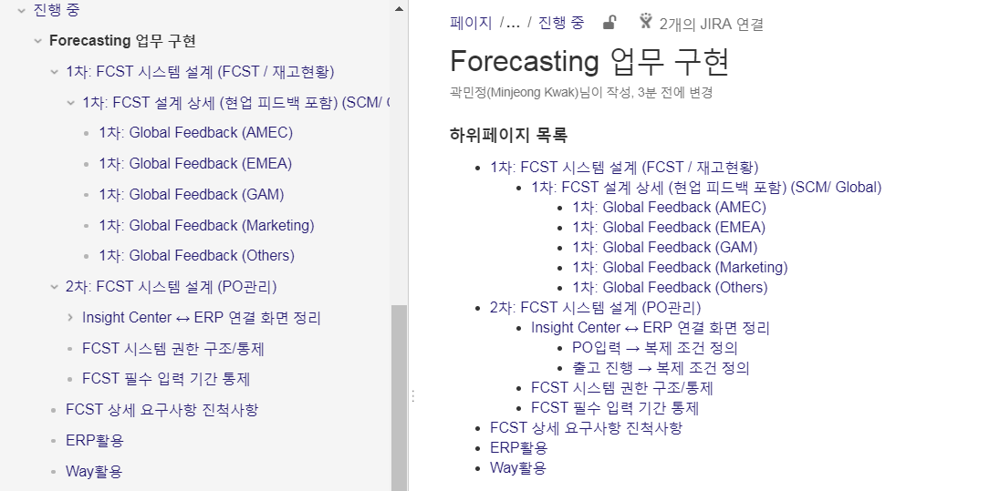 진행 중
Forecasting 업무 구현
1차: FCST 시스템 설계 (FCST / 재고현황)
1차: FCST 설계 상세 (현업 피드백 포함) (SCM/
1차: Global Feedback (AMEC)
1차: Global Feedback (EMEA)
1차: Global Feedback (GAM)
1차: Global Feedback (Marketing)
1차: Global Feedback (Others)
2차: FCST 시스템 설계 (PO관리)
Insight Center ↔ ERP 연결 화면 정리
FCST 시스템 권한 구조/통제
FCST 필수 입력 기간 통제
FCST 상세 요구사항 진척사항
ERP활용
Way활용
페이지 /... / 진행 중 2개의 JIRA 연결
Forecasting 업무 구현
곽민정(Minjeong Kwak)님이 작성, 3분 전에 변경
하위페이지 목록
1차: FCST 시스템 설계 (FCST / 재고현황)
1차: FCST 설계 상세 (현업 피드백 포함) (SCM/ Global)
1차: Global Feedback (AMEC)
1차: Global Feedback (EMEA)
1차: Global Feedback (GAM)
1차: Global Feedback (Marketing)
1차: Global Feedback (Others)
2차: FCST 시스템 설계 (PO관리)
Insight Center ↔ ERP 연결 화면 정리
PO입력 → 복제 조건 정의
출고 진행 → 복제 조건 정의
FCST 시스템 권한 구조/통제
FCST 필수 입력 기간 통제
FCST 상세 요구사항 진척사항
ERP활용
Way활용